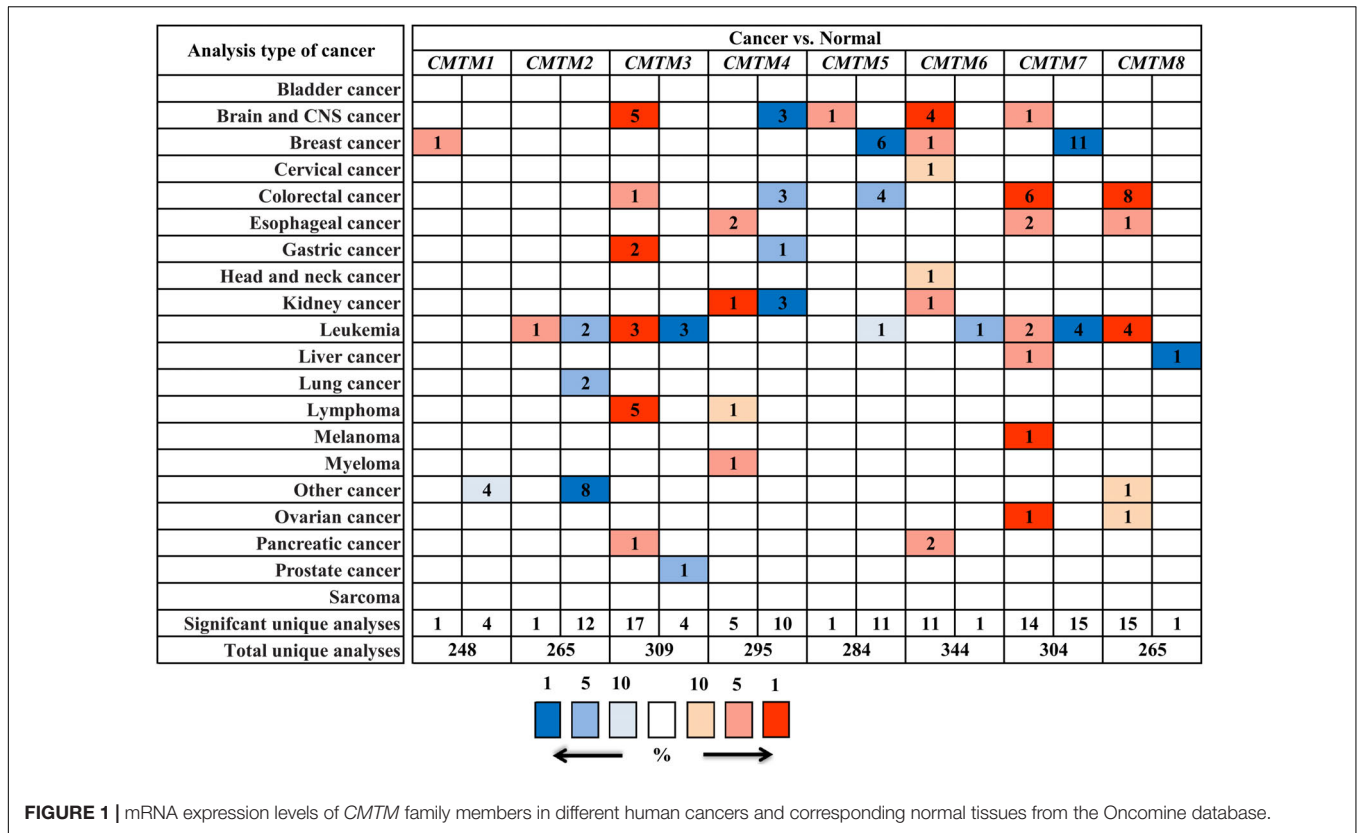 Analysis type of cancer
Cancer vs. Normal
CMTM1 CMTM2 CMTM3 CMTM4 CMTM5 CMTM6 CMTM7 CMTM8
Bladder cancer
Brain and CNS cancer 5 3 1 4 1
Breast cancer 1 6 1 11
Cervical cancer 1
Colorectal cancer 1 3 4 6 8
Esophageal cancer 2 2 1
Gastric cancer 2 1
Head and neck cancer 1
Kidney cancer 1 3 1
Leukemia 1 2 3 3 1 1 2 4 4
Liver cancer 1 1
Lung cancer 2
Lymphoma 5 1
Melanoma 1
Myeloma 1
Other cancer 4 8 1
Ovarian cancer 1 1
Pancreatic cancer 1 2
Prostate cancer 1
Sarcoma
Signifcant unique analyses 1 4 1 12 17 4 5 10 1 11 11 1 14 15 15 1
Total unique analyses 248 265 309 295 284 344 304 265
1 5 10 10 5 1
%
FIGURE 1 | mRNA expression levels of CMTM family members in different human cancers and corresponding normal tissues from the Oncomine database.